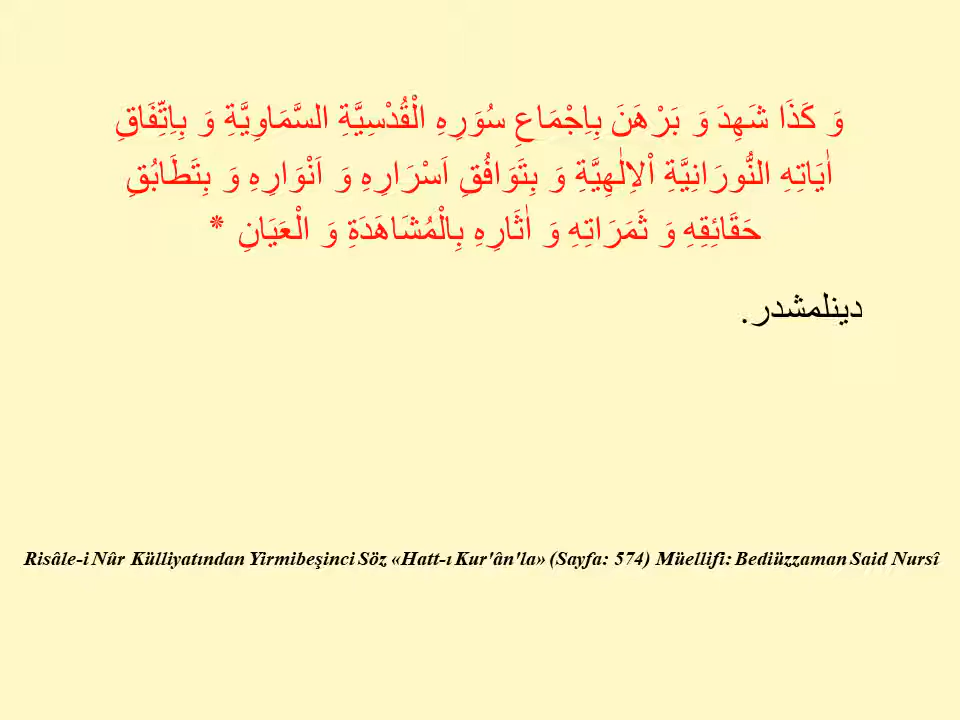 وَ كَذَا شَهِدَ وَ بَرْهَنَ بِاِجْمَاعِ سُوَرِهِ الْقُدْسِيَّةِ السَّمَاوِيَّةِ وَ بِاِتِّفَاقِ
اٰيَاتِهِ النُّورَانِيَّةِ اْلاِلٰهِيَّةِ وَ بِتَوَافُقِ اَسْرَارِهِ وَ اَنْوَارِهِ وَ بِتَطَابُقِ
حَقَائِقِهِ وَ ثَمَرَاتِهِ وَ اٰثَارِهِ بِالْمُشَاهَدَةِ وَ الْعَيَانِ *
دينلمشدر.
Risâle-i Nûr Külliyatından Yirmibeşinci Söz «Hatt-ı Kur'ân'la» (Sayfa: 574) Müellifi: Bediüzzaman Said Nursî